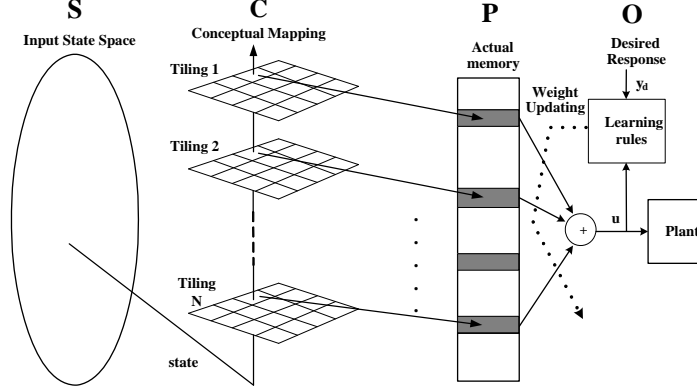 S
C
P
O
Input State Space
Conceptual Mapping
Actual
memory
Desired
Response
Tiling 1
Weight
Updating
y_d
Learning
rules
Tiling 2
u
+
Plant
Tiling
N
state